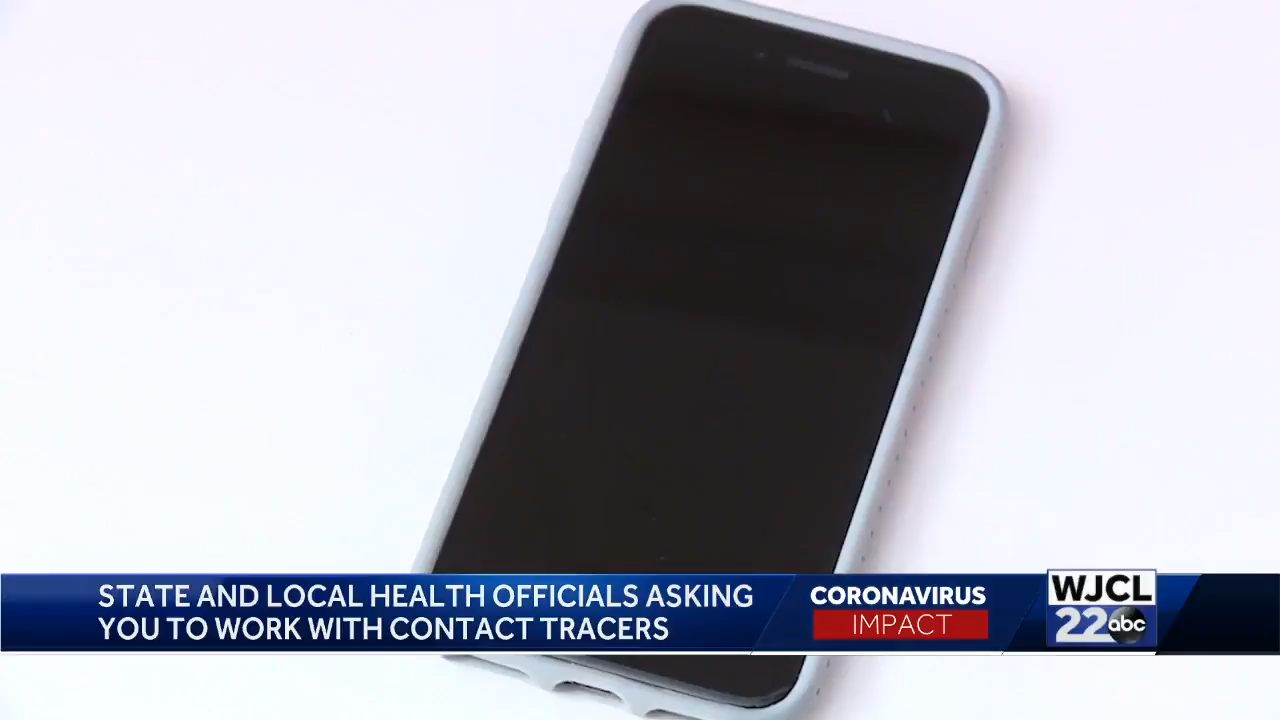 STATE AND LOCAL HEALTH OFFICIALS ASKING
YOU TO WORK WITH CONTACT TRACERS
CORONAVIRUS
IMPACT
WJCL
22 abc